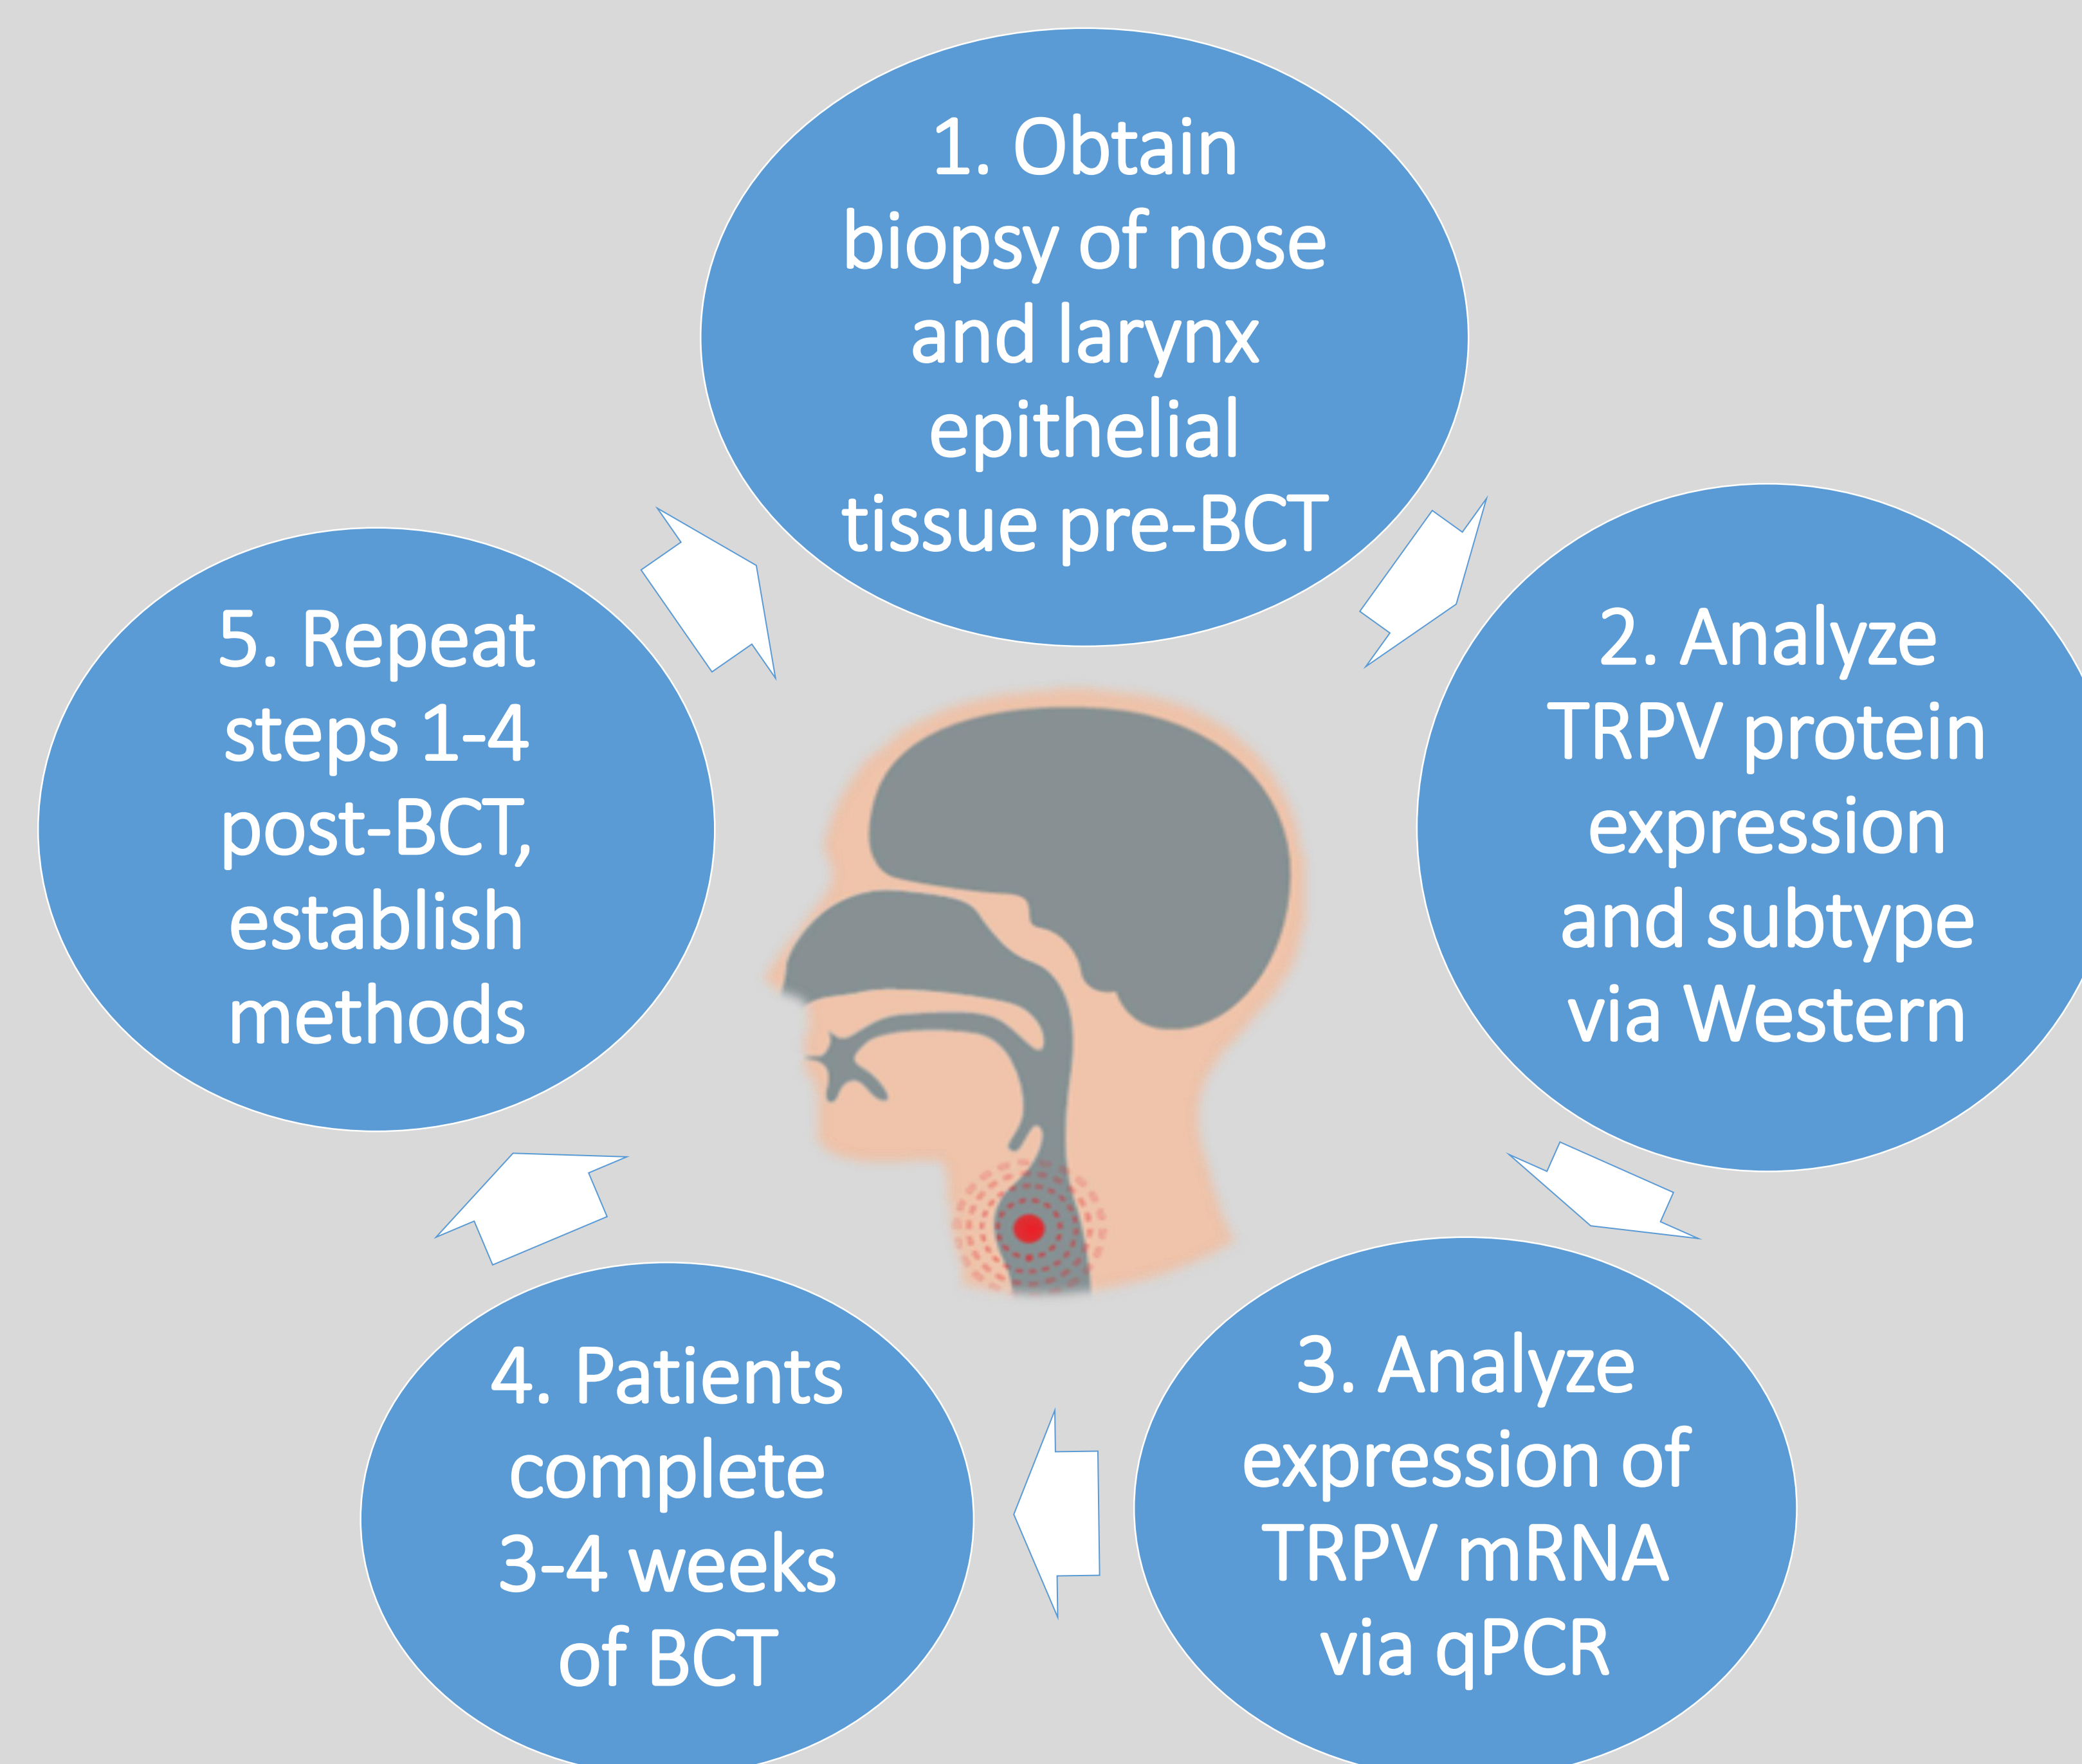 1. Obtain
biopsy of nose
and larynx
epithelial
tissue pre-BCT
2. Analyze
TRPV protein
expression
and subtype
via Western
3. Analyze
expression of
TRPV mRNA
via qPCR
4. Patients
complete
3-4 weeks
of BCT
5. Repeat
steps 1-4
post-BCT,
establish
methods